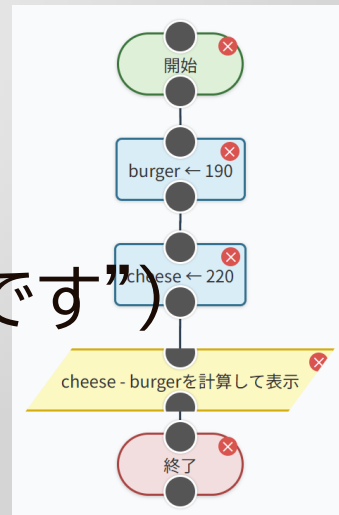 開始
burger ← 190
cheese ← 220
です”)
cheese - burgerを計算して表示
終了